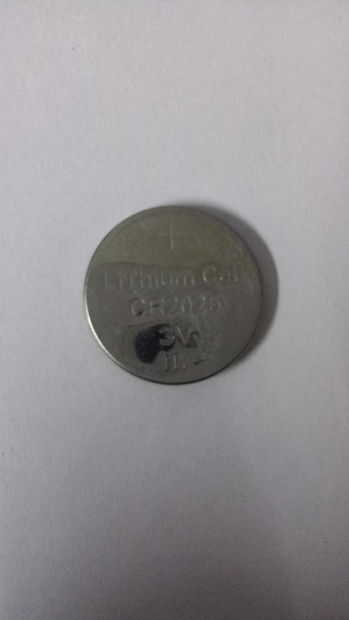 +
Lithium Cell
CR2025
3V